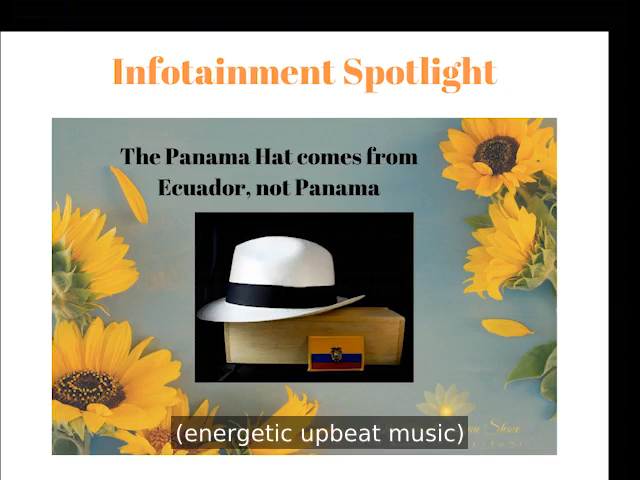 Infotainment Spotlight
The Panama Hat comes from
Ecuador, not Panama
(energetic upbeat music)